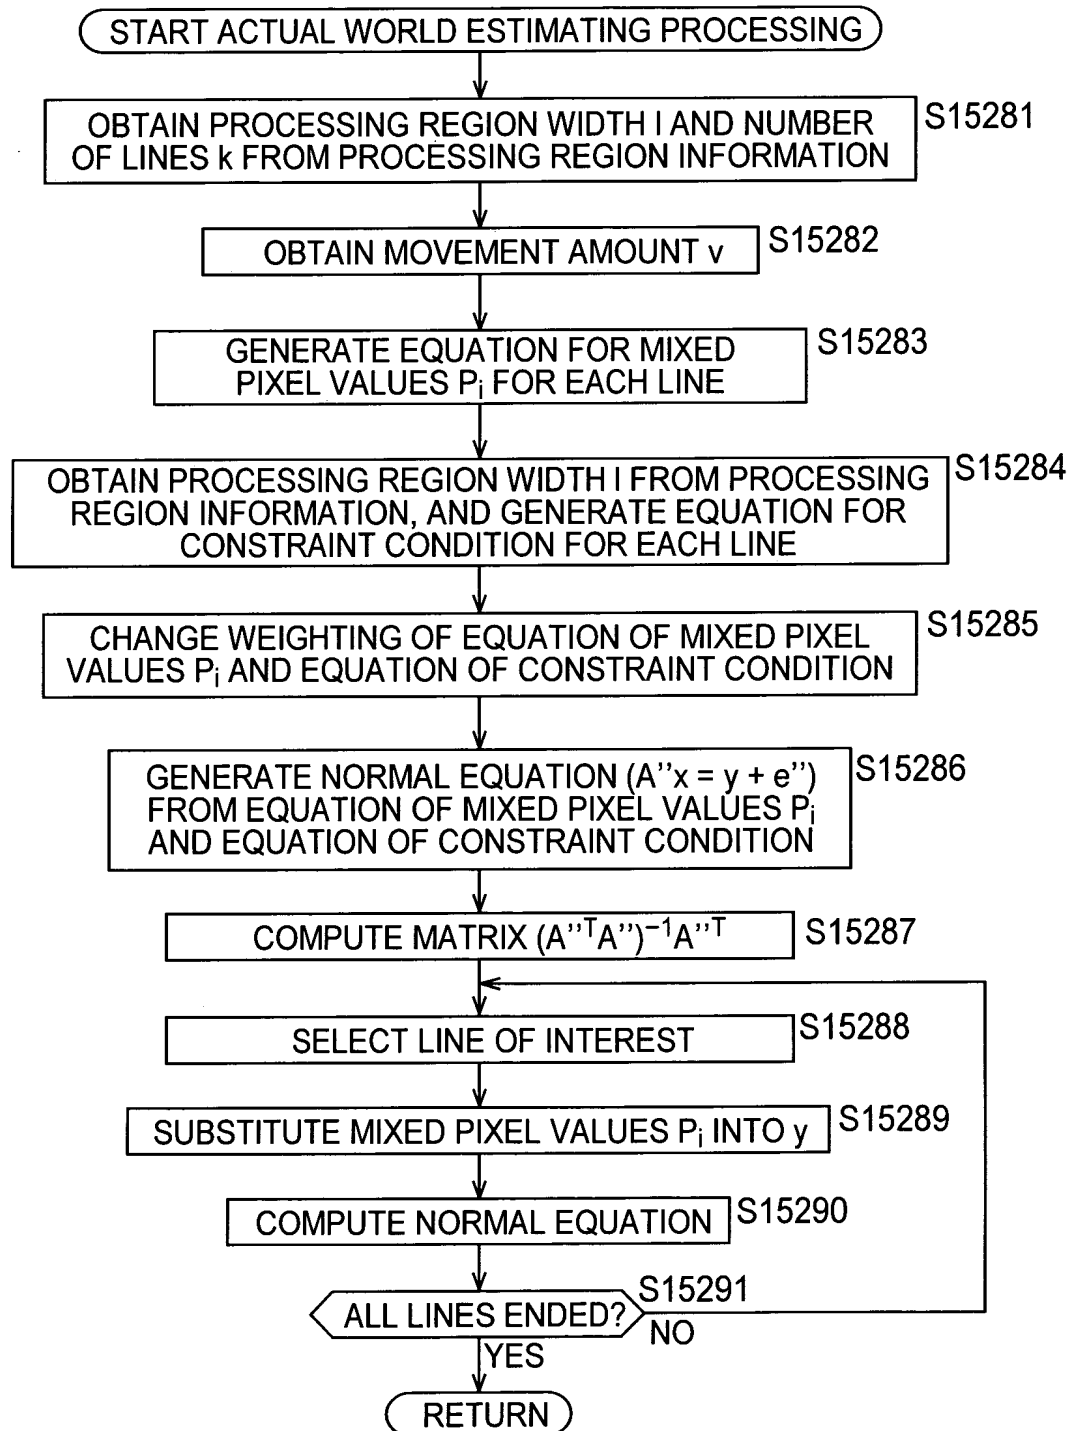 START ACTUAL WORLD ESTIMATING PROCESSING
OBTAIN PROCESSING REGION WIDTH l AND NUMBER
OF LINES k FROM PROCESSING REGION INFORMATION
S15281
OBTAIN MOVEMENT AMOUNT v
S15282
GENERATE EQUATION FOR MIXED
PIXEL VALUES Pi FOR EACH LINE
S15283
OBTAIN PROCESSING REGION WIDTH l FROM PROCESSING
REGION INFORMATION, AND GENERATE EQUATION FOR
CONSTRAINT CONDITION FOR EACH LINE
S15284
CHANGE WEIGHTING OF EQUATION OF MIXED PIXEL
VALUES Pi AND EQUATION OF CONSTRAINT CONDITION
S15285
GENERATE NORMAL EQUATION (A’’x = y + e’’)
FROM EQUATION OF MIXED PIXEL VALUES Pi
AND EQUATION OF CONSTRAINT CONDITION
S15286
COMPUTE MATRIX (A’’ᵀA’’)⁻¹A’’ᵀ
S15287
SELECT LINE OF INTEREST
S15288
SUBSTITUTE MIXED PIXEL VALUES Pi INTO y
S15289
COMPUTE NORMAL EQUATION
S15290
ALL LINES ENDED?
S15291
NO
YES
RETURN